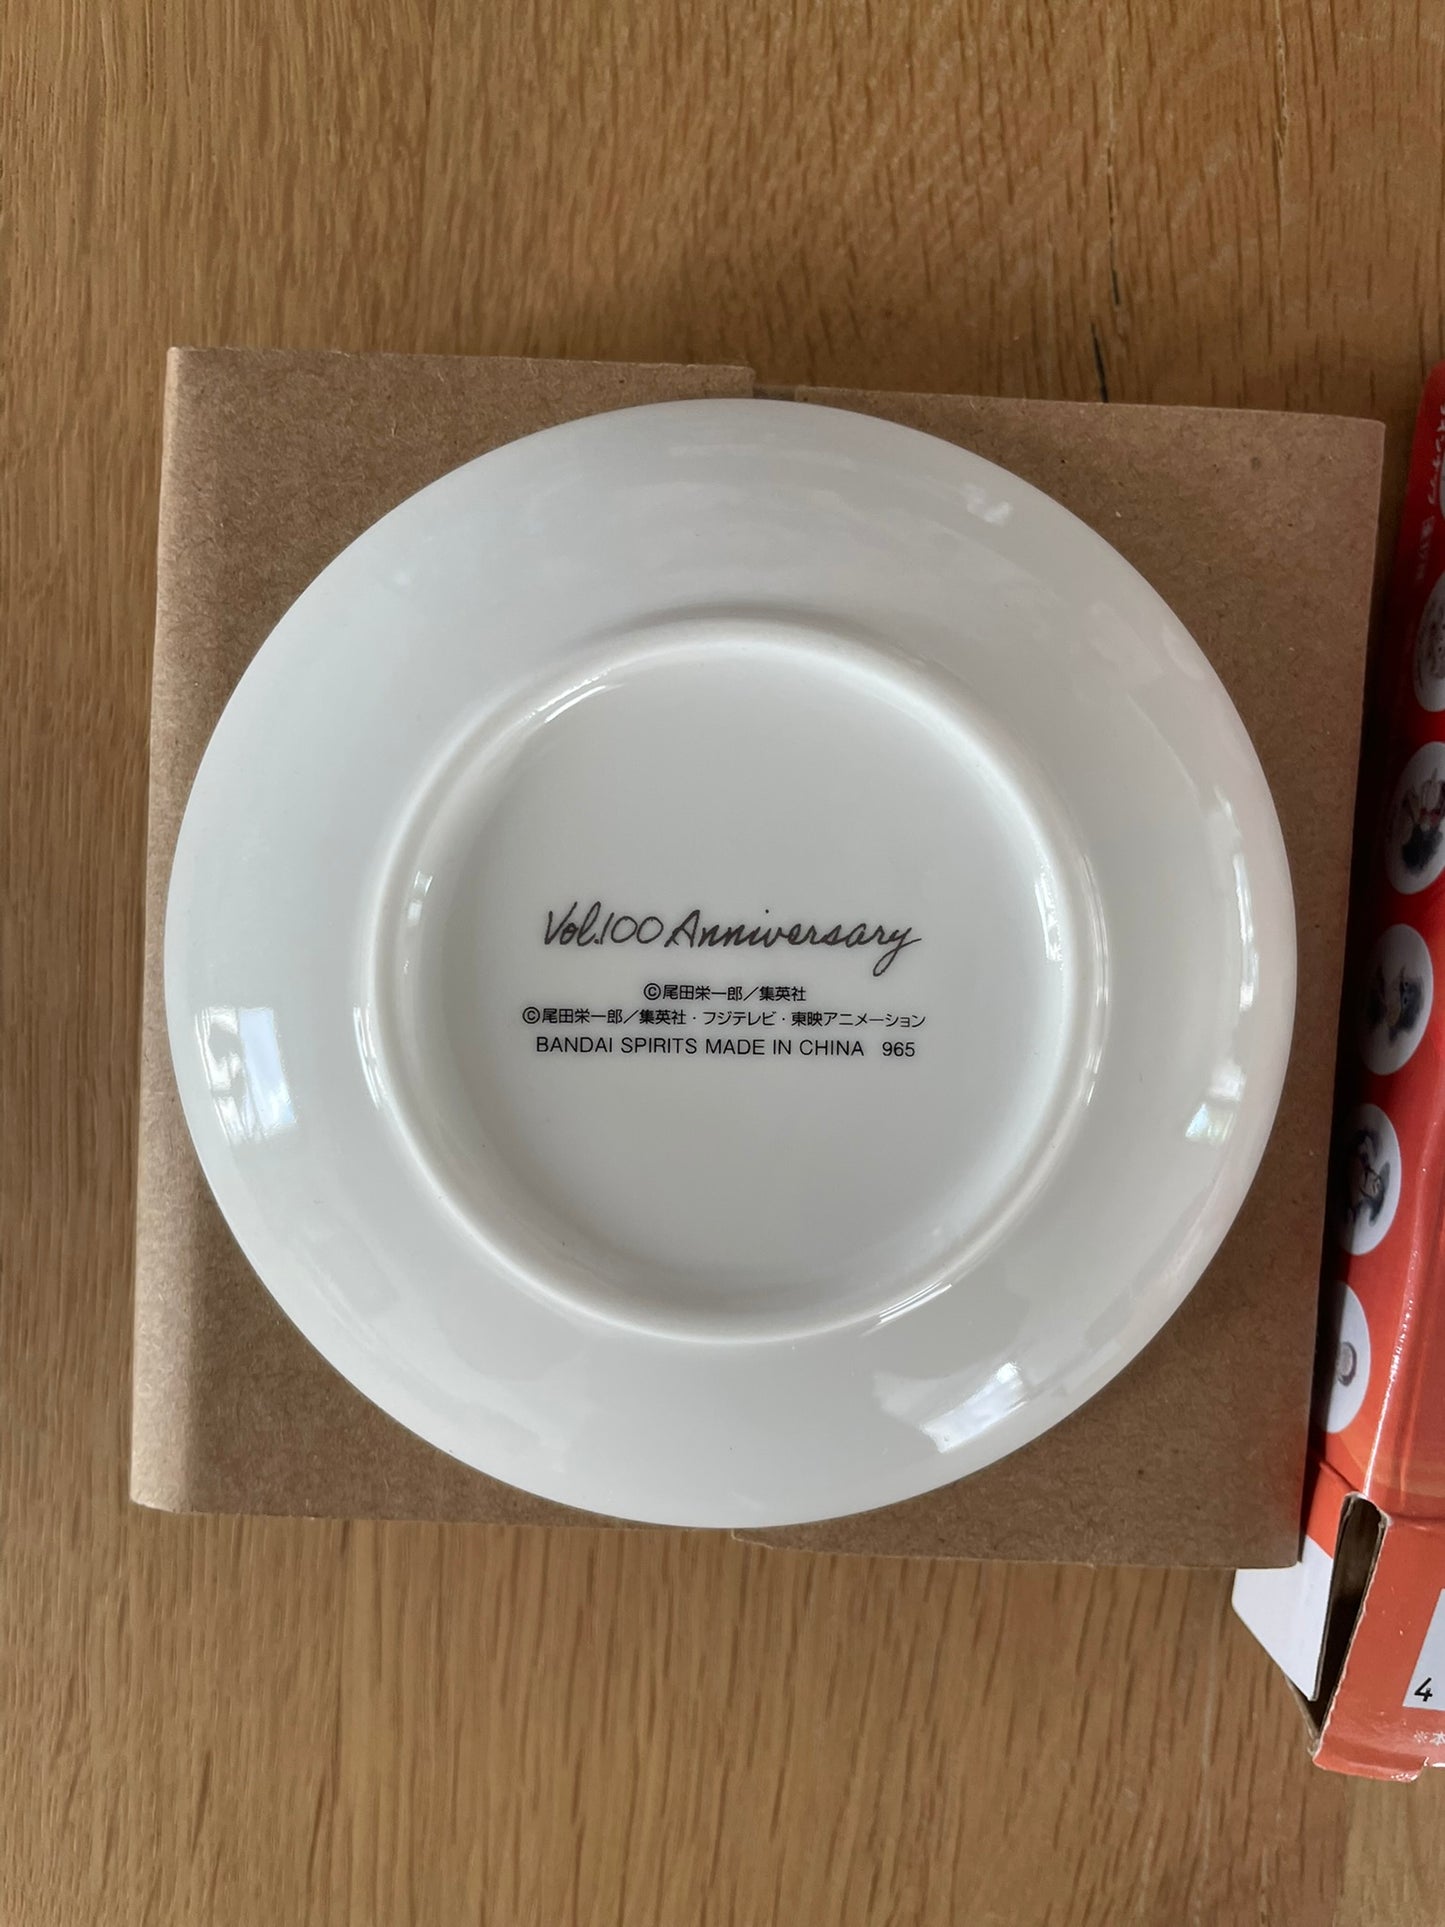 Vol.100 Anniversary
©尾田栄一郎／集英社
©尾田栄一郎／集英社・フジテレビ・東映アニメーション
BANDAI SPIRITS MADE IN CHINA 965
4
※本